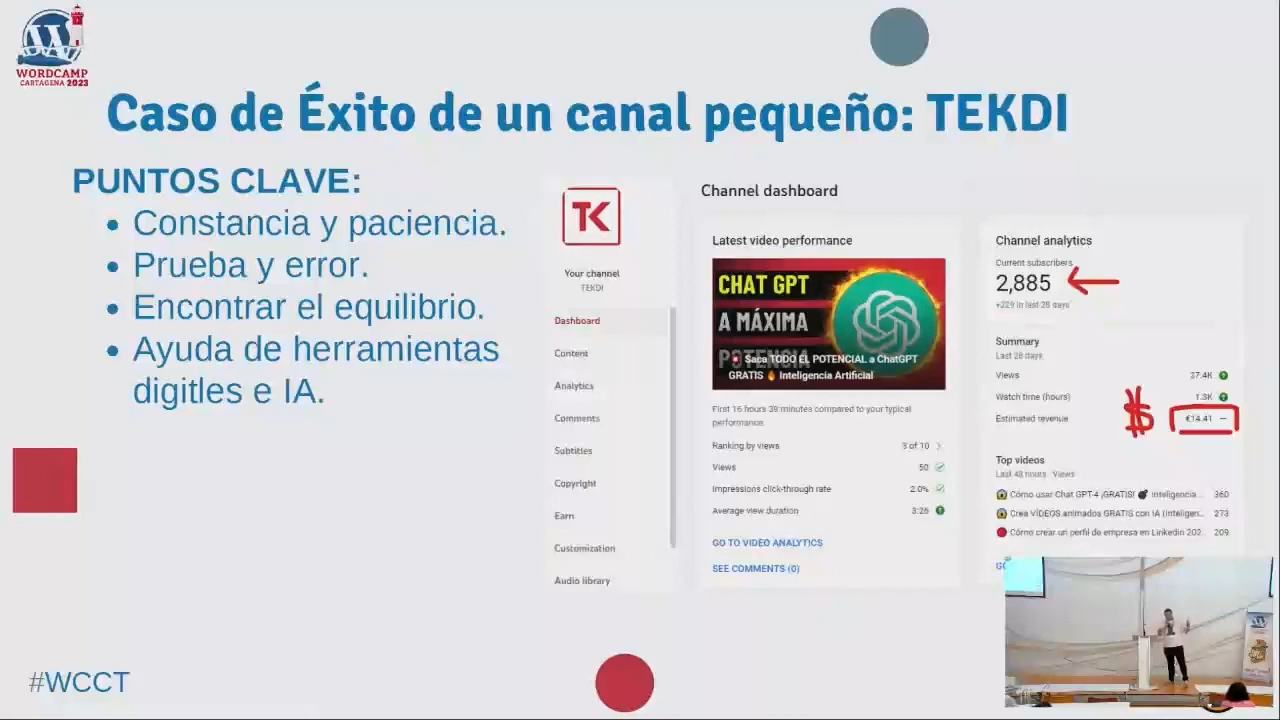 WORDCAMP
CARTAGENA 2023
Caso de Éxito de un canal pequeño: TEKDI
PUNTOS CLAVE:
• Constancia y paciencia.
• Prueba y error.
• Encontrar el equilibrio.
• Ayuda de herramientas
digitles e IA.
TK
Your channel
TEKDI
Dashboard
Content
Analytics
Comments
Subtitles
Copyright
Earn
Customization
Audio library
Channel dashboard
Latest video performance
CHAT GPT
A MÁXIMA
POTENCIA
Saca TODO EL POTENCIAL a ChatGPT
GRATIS 🔥 Inteligencia Artificial
First 16 hours 39 minutes compared to your typical
performance:
Ranking by views 3 of 10
Views 50
Impressions click-through rate 2.0%
Average view duration 3:26
GO TO VIDEO ANALYTICS
SEE COMMENTS (0)
Channel analytics
Current subscribers
2,885
+229 in last 28 days
Summary
Last 28 days
Views 37.4K
Watch time (hours) 1.3K
Estimated revenue $ €14.41 —
Top videos
Last 48 hours · Views
😱 Cómo usar Chat GPT-4 ¡GRATIS! 💣 Inteligencia... 360
😱 Crea VÍDEOS animados GRATIS con IA (Inteligen... 273
🔴 Cómo crear un perfil de empresa en Linkedin 202... 209
#WCCT